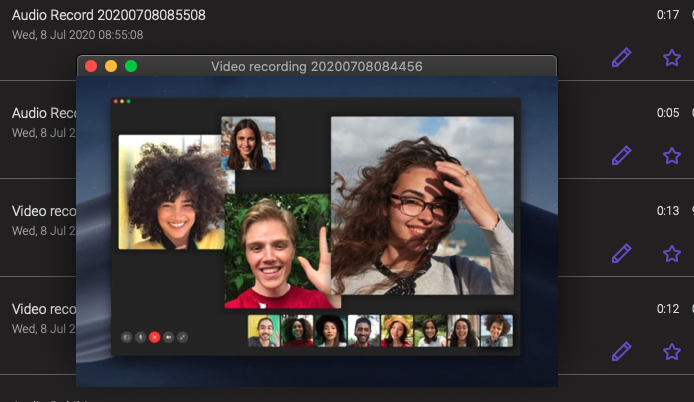 Audio Record 20200708085508
0:17
Wed, 8 Jul 2020 08:55:08
Video recording 20200708084456
Audio Rec
0:05
Wed, 8 Jul 2
Video reco
0:13
Wed, 8 Jul 2
Video reco
0:12
Wed, 8 Jul 2